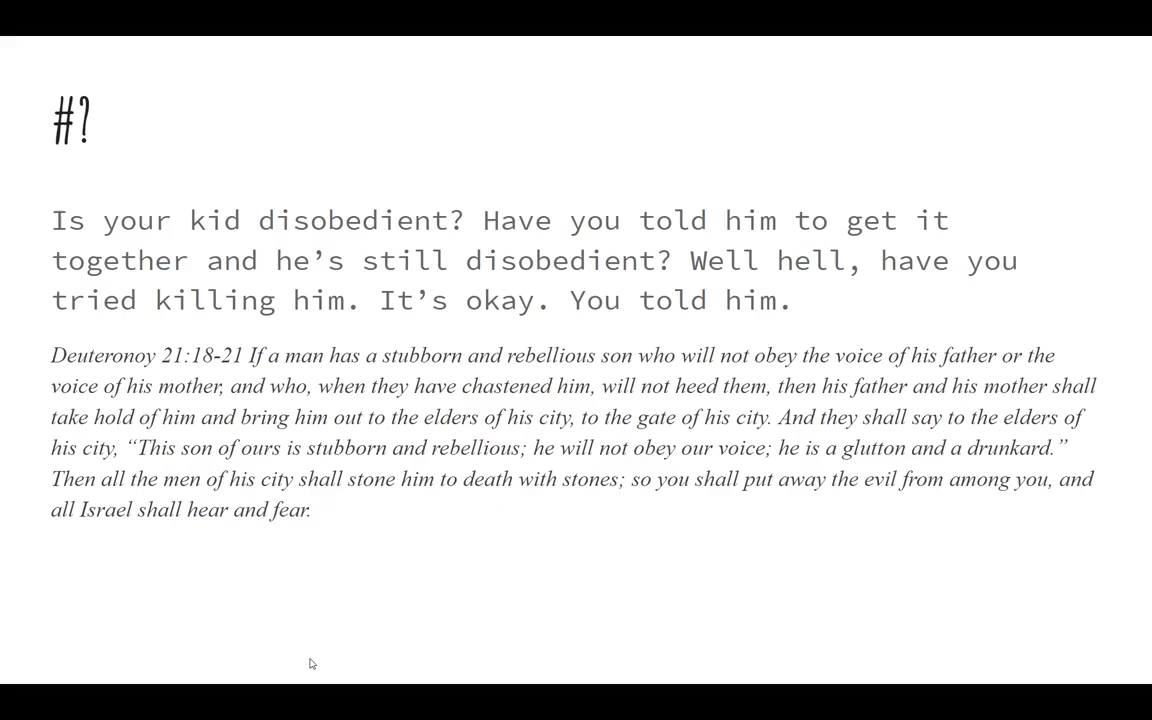 #?
Is your kid disobedient? Have you told him to get it
together and he’s still disobedient? Well hell, have you
tried killing him. It’s okay. You told him.
Deuteronoy 21:18-21 If a man has a stubborn and rebellious son who will not obey the voice of his father or the
voice of his mother, and who, when they have chastened him, will not heed them, then his father and his mother shall
take hold of him and bring him out to the elders of his city, to the gate of his city. And they shall say to the elders of
his city, “This son of ours is stubborn and rebellious; he will not obey our voice; he is a glutton and a drunkard.”
Then all the men of his city shall stone him to death with stones; so you shall put away the evil from among you, and
all Israel shall hear and fear.